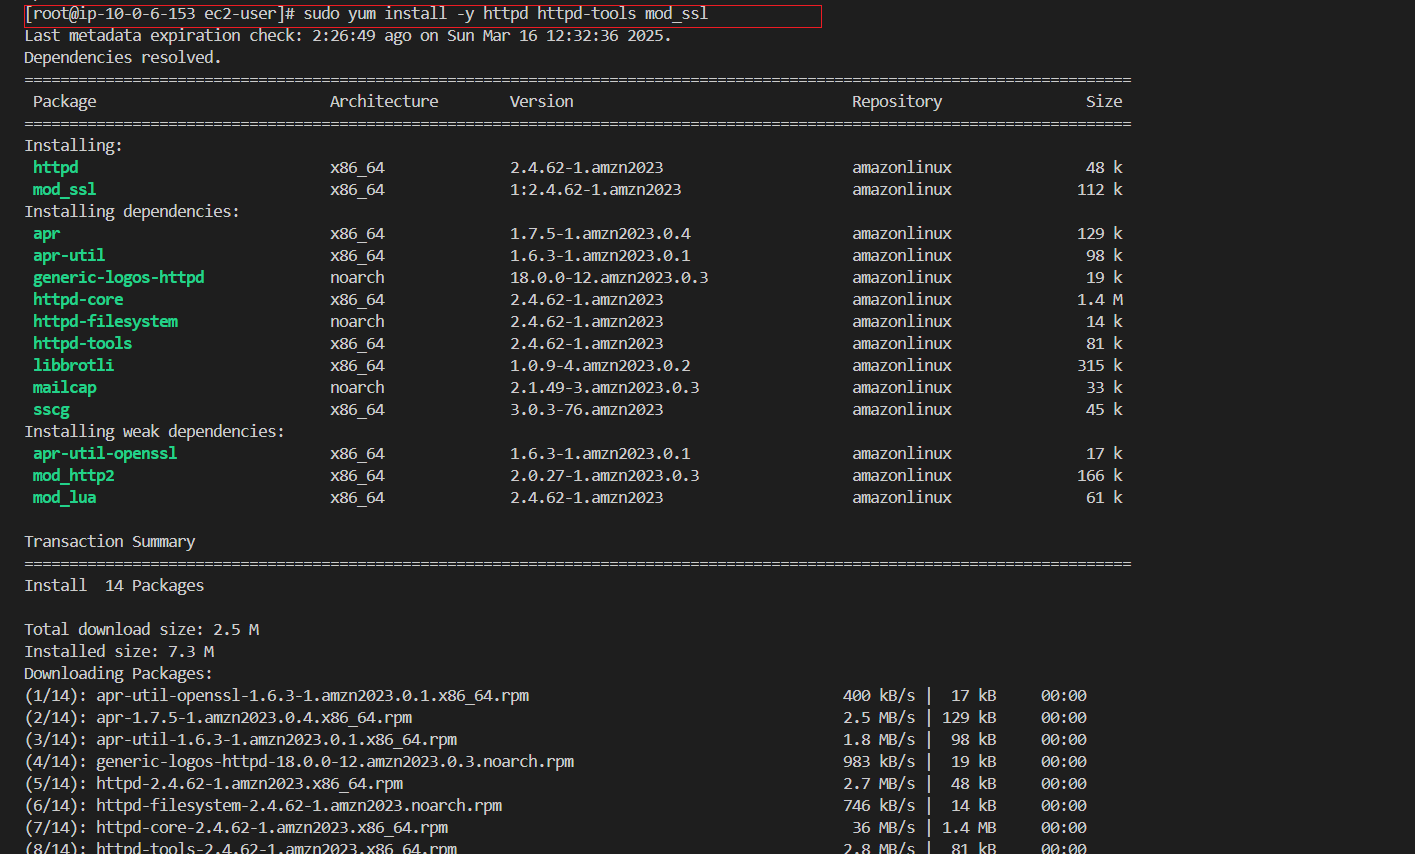 [root@ip-10-0-6-153 ec2-user]# sudo yum install -y httpd httpd-tools mod_ssl
Last metadata expiration check: 2:26:49 ago on Sun Mar 16 12:32:36 2025.
Dependencies resolved.
===========================================================================================================================
Package Architecture Version Repository Size
===========================================================================================================================
Installing:
httpd x86_64 2.4.62-1.amzn2023 amazonlinux 48 k
mod_ssl x86_64 1:2.4.62-1.amzn2023 amazonlinux 112 k
Installing dependencies:
apr x86_64 1.7.5-1.amzn2023.0.4 amazonlinux 129 k
apr-util x86_64 1.6.3-1.amzn2023.0.1 amazonlinux 98 k
generic-logos-httpd noarch 18.0.0-12.amzn2023.0.3 amazonlinux 19 k
httpd-core x86_64 2.4.62-1.amzn2023 amazonlinux 1.4 M
httpd-filesystem noarch 2.4.62-1.amzn2023 amazonlinux 14 k
httpd-tools x86_64 2.4.62-1.amzn2023 amazonlinux 81 k
libbrotli x86_64 1.0.9-4.amzn2023.0.2 amazonlinux 315 k
mailcap noarch 2.1.49-3.amzn2023.0.3 amazonlinux 33 k
sscg x86_64 3.0.3-76.amzn2023 amazonlinux 45 k
Installing weak dependencies:
apr-util-openssl x86_64 1.6.3-1.amzn2023.0.1 amazonlinux 17 k
mod_http2 x86_64 2.0.27-1.amzn2023.0.3 amazonlinux 166 k
mod_lua x86_64 2.4.62-1.amzn2023 amazonlinux 61 k
Transaction Summary
===========================================================================================================================
Install 14 Packages
Total download size: 2.5 M
Installed size: 7.3 M
Downloading Packages:
(1/14): apr-util-openssl-1.6.3-1.amzn2023.0.1.x86_64.rpm 400 kB/s | 17 kB 00:00
(2/14): apr-1.7.5-1.amzn2023.0.4.x86_64.rpm 2.5 MB/s | 129 kB 00:00
(3/14): apr-util-1.6.3-1.amzn2023.0.1.x86_64.rpm 1.8 MB/s | 98 kB 00:00
(4/14): generic-logos-httpd-18.0.0-12.amzn2023.0.3.noarch.rpm 983 kB/s | 19 kB 00:00
(5/14): httpd-2.4.62-1.amzn2023.x86_64.rpm 2.7 MB/s | 48 kB 00:00
(6/14): httpd-filesystem-2.4.62-1.amzn2023.noarch.rpm 746 kB/s | 14 kB 00:00
(7/14): httpd-core-2.4.62-1.amzn2023.x86_64.rpm 36 MB/s | 1.4 MB 00:00
(8/14): httpd-tools-2.4.62-1.amzn2023.x86_64.rpm 2.8 MB/s | 81 kB 00:00